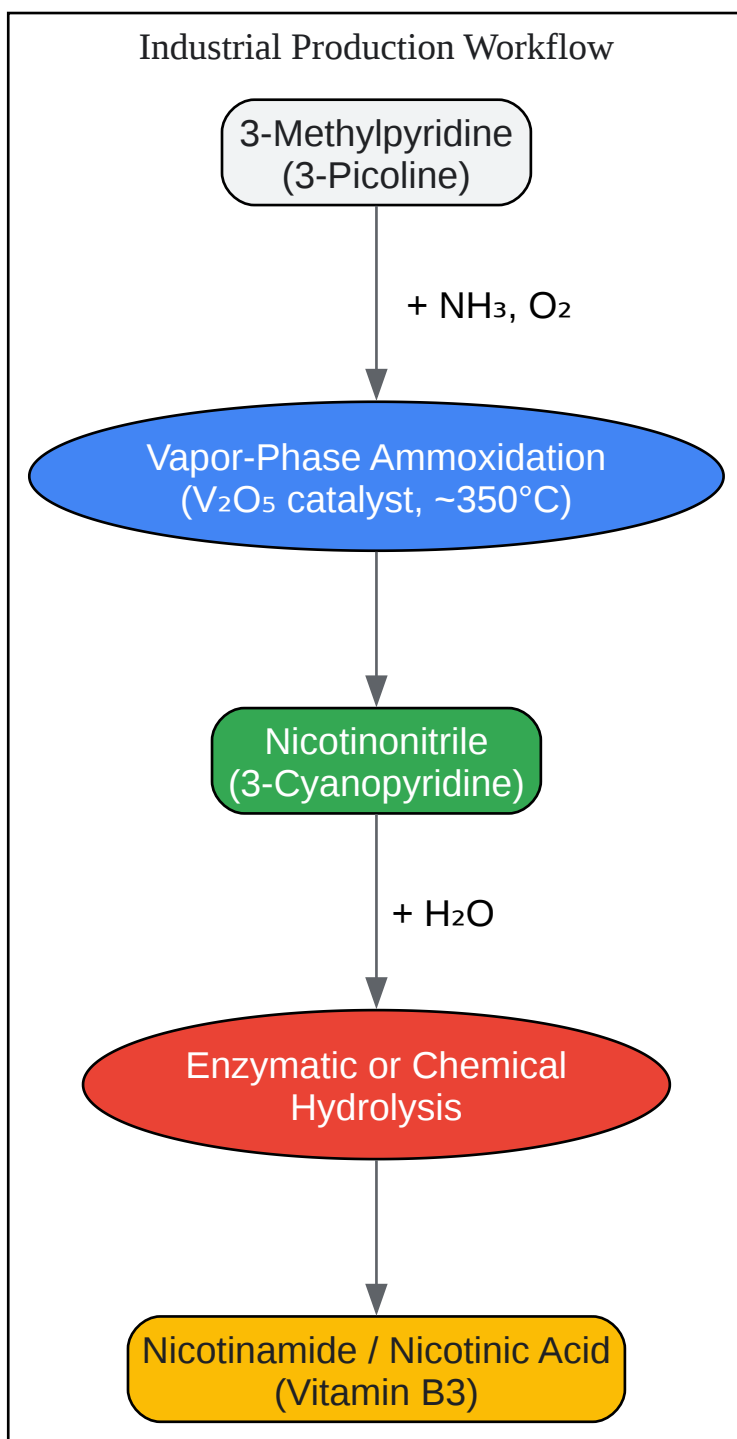 Industrial Production Workflow
3-Methylpyridine
(3-Picoline)
+ NH₃, O₂
Vapor-Phase Ammoxidation
(V₂O₅ catalyst, ~350°C)
Nicotinonitrile
(3-Cyanopyridine)
+ H₂O
Enzymatic or Chemical
Hydrolysis
Nicotinamide / Nicotinic Acid
(Vitamin B3)